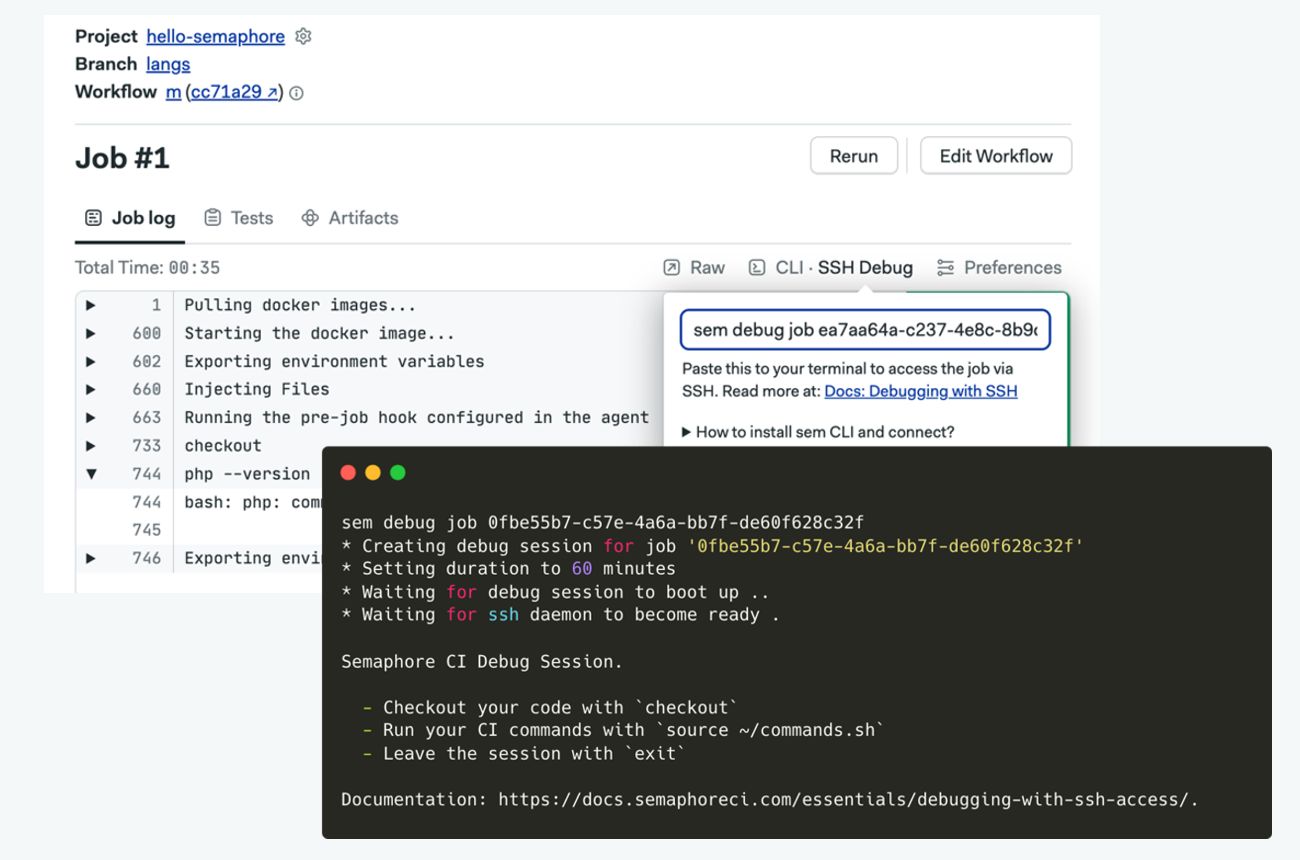 Project hello-semaphore
Branch langs
Workflow m (cc71a29 ↗)
Job #1
Rerun
Edit Workflow
Job log
Tests
Artifacts
Total Time: 00:35
Raw
CLI · SSH Debug
Preferences
1 Pulling docker images...
600 Starting the docker image...
602 Exporting environment variables
660 Injecting Files
663 Running the pre-job hook configured in the agent
733 checkout
744 php --version
744 bash: php:
745
746 Exporting
sem debug job ea7aa64a-c237-4e8c-8b9
Paste this to your terminal to access the job via
SSH. Read more at: Docs: Debugging with SSH
▶ How to install sem CLI and connect?
sem debug job 0fbe55b7-c57e-4a6a-bb7f-de60f628c32f
* Creating debug session for job '0fbe55b7-c57e-4a6a-bb7f-de60f628c32f'
* Setting duration to 60 minutes
* Waiting for debug session to boot up ..
* Waiting for ssh daemon to become ready .
Semaphore CI Debug Session.
- Checkout your code with `checkout`
- Run your CI commands with `source ~/commands.sh`
- Leave the session with `exit`
Documentation: https://docs.semaphoreci.com/essentials/debugging-with-ssh-access/.